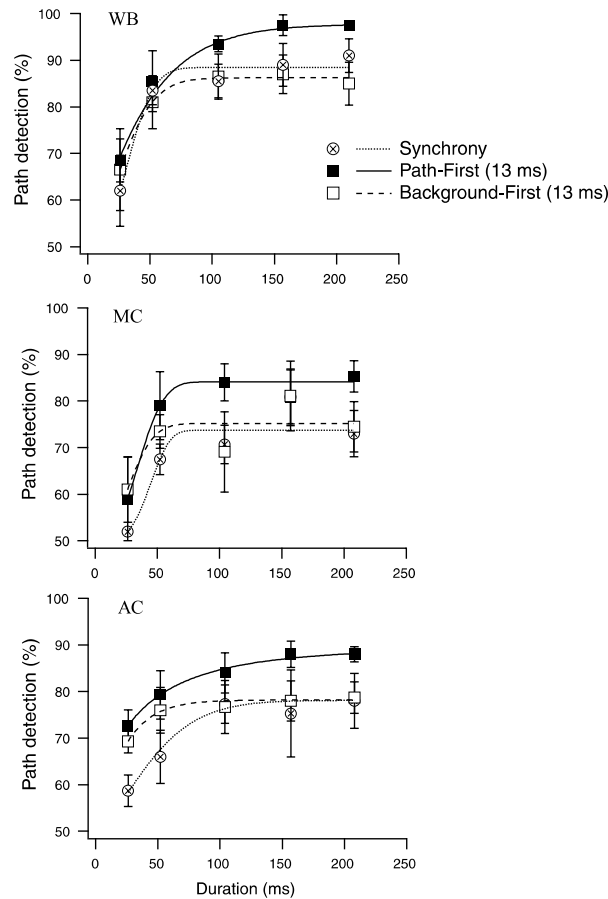 WB
Path detection (%)
100
90
80
70
60
50
0 50 100 150 200 250
Synchrony
Path-First (13 ms)
Background-First (13 ms)
MC
Path detection (%)
100
90
80
70
60
50
0 50 100 150 200 250
AC
Path detection (%)
100
90
80
70
60
50
0 50 100 150 200 250
Duration (ms)